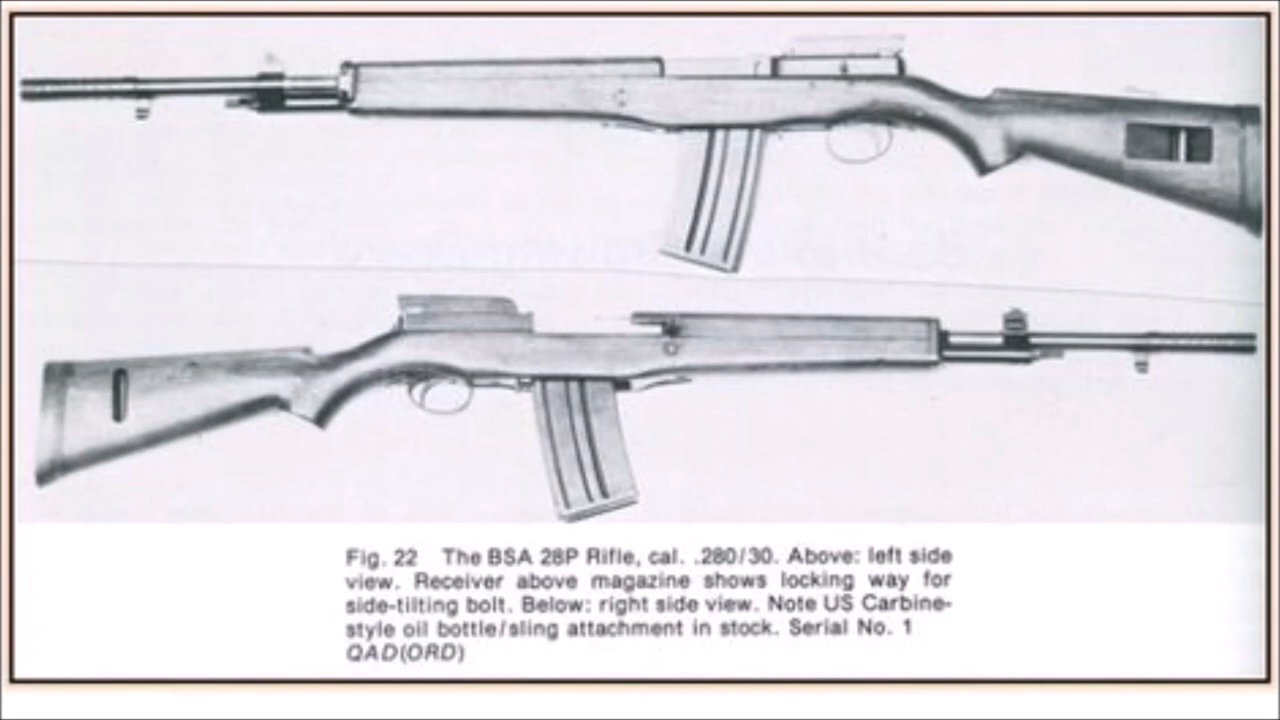 Fig. 22 The BSA 28P Rifle, cal. .280/30. Above: left side
view. Receiver above magazine shows locking way for
side-tilting bolt. Below: right side view. Note US Carbine-
style oil bottle/sling attachment in stock. Serial No. 1
QAD(ORD)